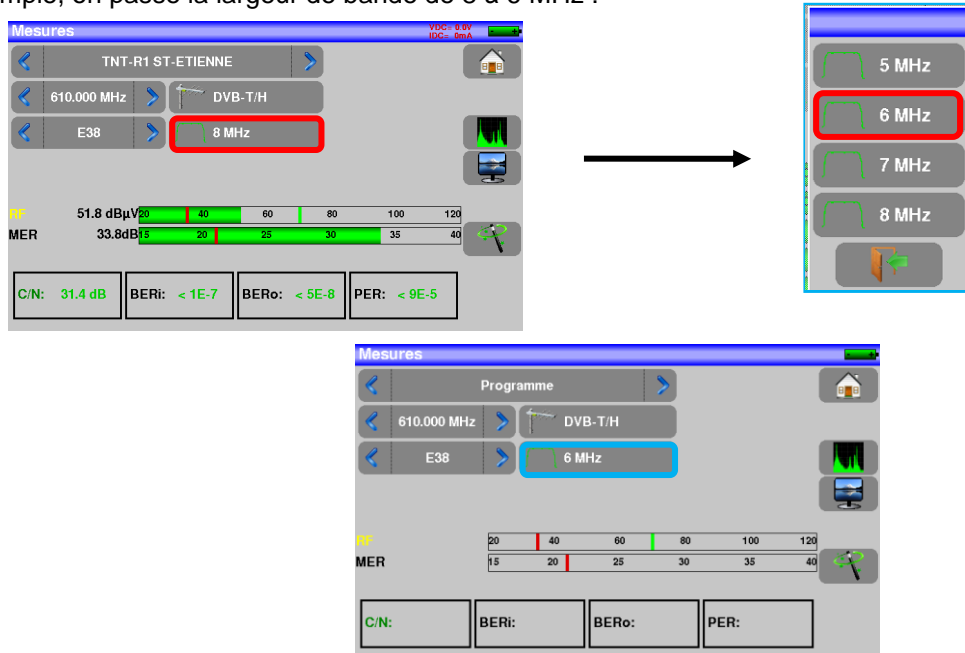 Mesures VDC= 0.0V
IDC= 0mA
TNT-R1 ST-ETIENNE
610.000 MHz DVB-T/H
E38 8 MHz
RF 51.8 dBµV 20 40 60 80 100 120
MER 33.8dB 15 20 25 30 35 40
C/N: 31.4 dB BERi: < 1E-7 BERo: < 5E-8 PER: < 9E-5
5 MHz
6 MHz
7 MHz
8 MHz
Mesures
Programme
610.000 MHz DVB-T/H
E38 6 MHz
RF 20 40 60 80 100 120
MER 15 20 25 30 35 40
C/N: BERi: BERo: PER: